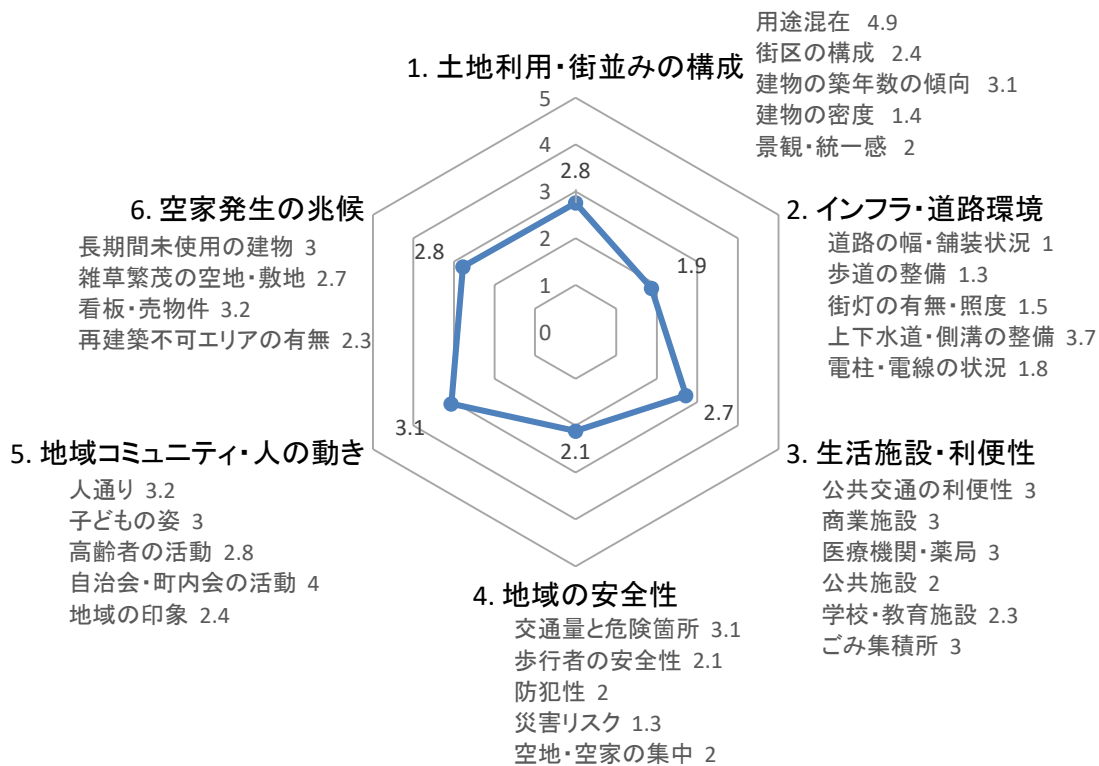 1. 土地利用・街並みの構成
用途混在 4.9
街区の構成 2.4
建物の築年数の傾向 3.1
建物の密度 1.4
景観・統一感 2
2. インフラ・道路環境
道路の幅・舗装状況 1
歩道の整備 1.3
街灯の有無・照度 1.5
上下水道・側溝の整備 3.7
電柱・電線の状況 1.8
3. 生活施設・利便性
公共交通の利便性 3
商業施設 3
医療機関・薬局 3
公共施設 2
学校・教育施設 2.3
ごみ集積所 3
4. 地域の安全性
交通量と危険箇所 3.1
歩行者の安全性 2.1
防犯性 2
災害リスク 1.3
空地・空家の集中 2
5. 地域コミュニティ・人の動き
人通り 3.2
子どもの姿 3
高齢者の活動 2.8
自治会・町内会の活動 4
地域の印象 2.4
6. 空家発生の兆候
長期間未使用の建物 3
雑草繁茂の空地・敷地 2.7
看板・売物件 3.2
再建築不可エリアの有無 2.3
5
4
3
2
1
0
2.8
1.9
2.7
2.1
3.1
2.8